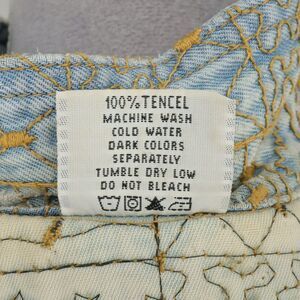 100% TENCEL
MACHINE WASH
COLD WATER
DARK COLORS
SEPARATELY
TUMBLE DRY LOW
DO NOT BLEACH